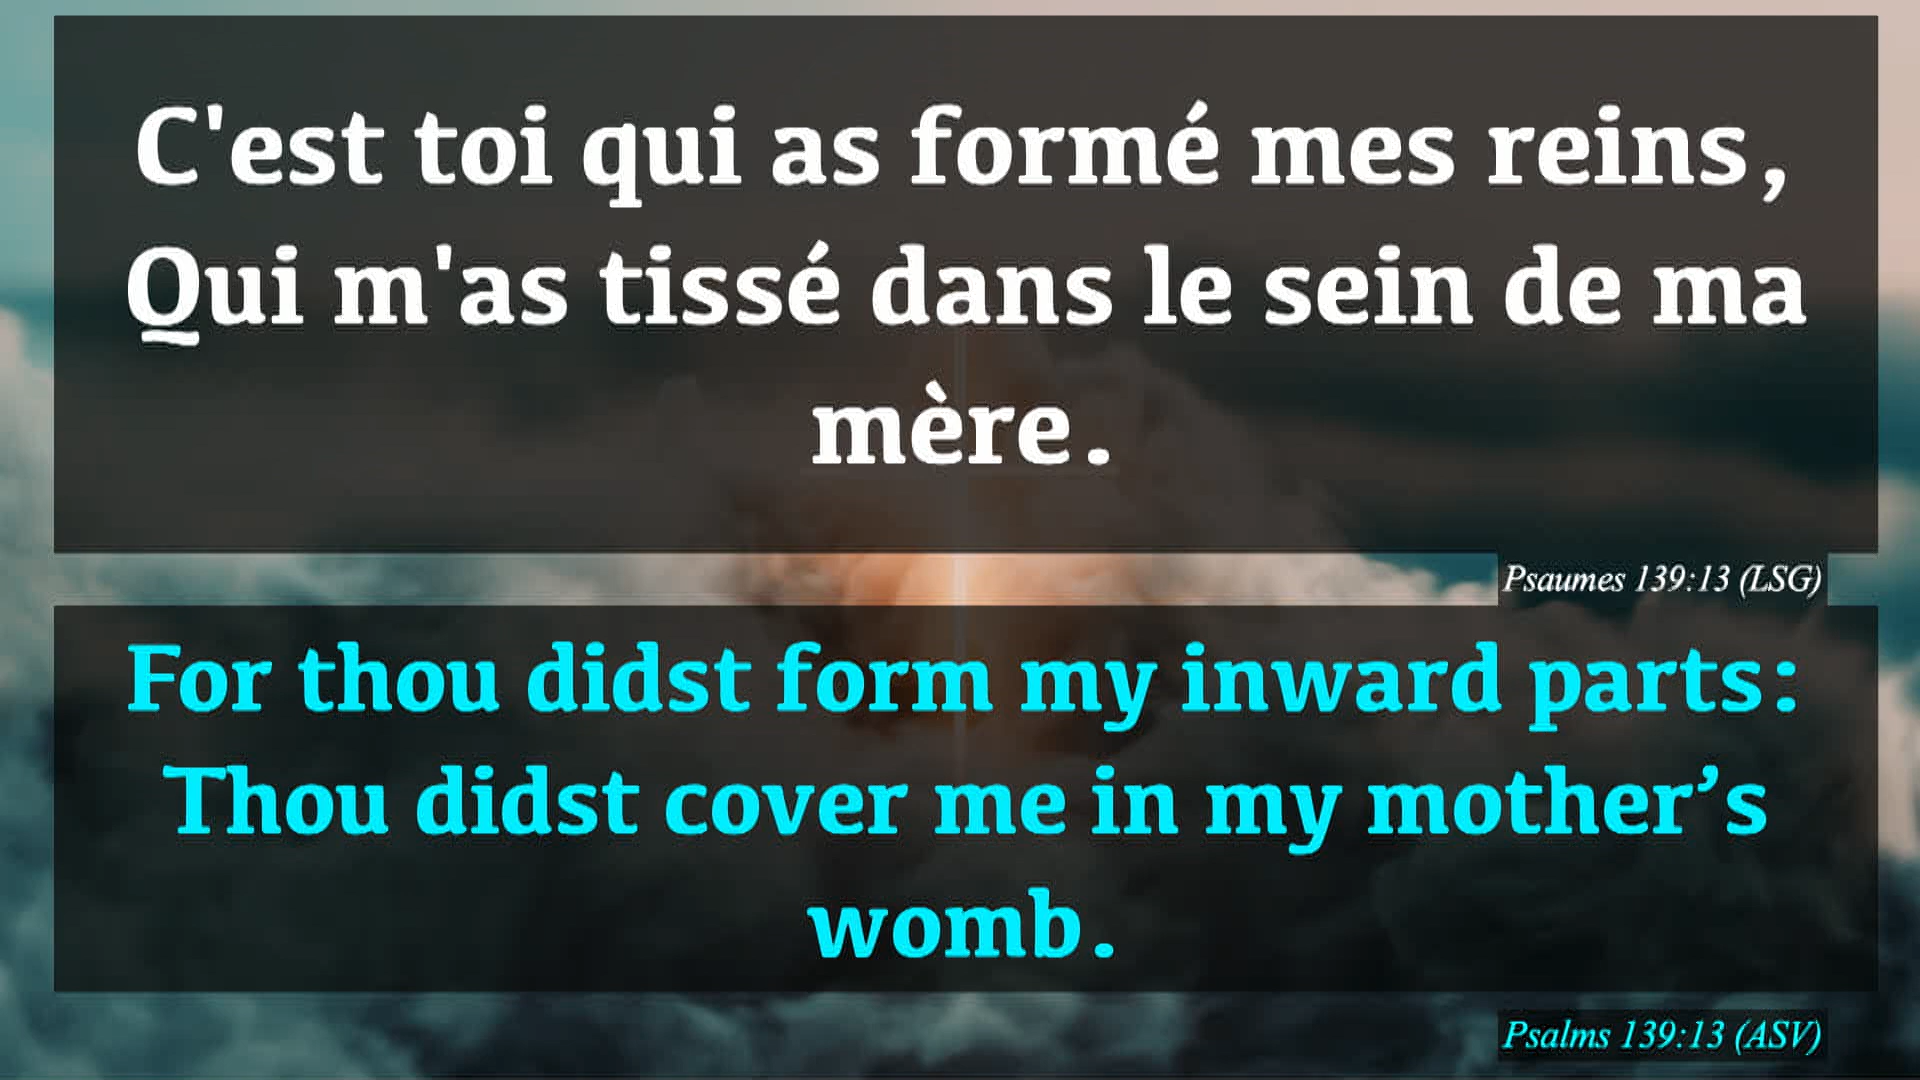 C'est toi qui as formé mes reins,
Qui m'as tissé dans le sein de ma
mère.
Psaumes 139:13 (LSG)
For thou didst form my inward parts:
Thou didst cover me in my mother’s
womb.
Psalms 139:13 (ASV)